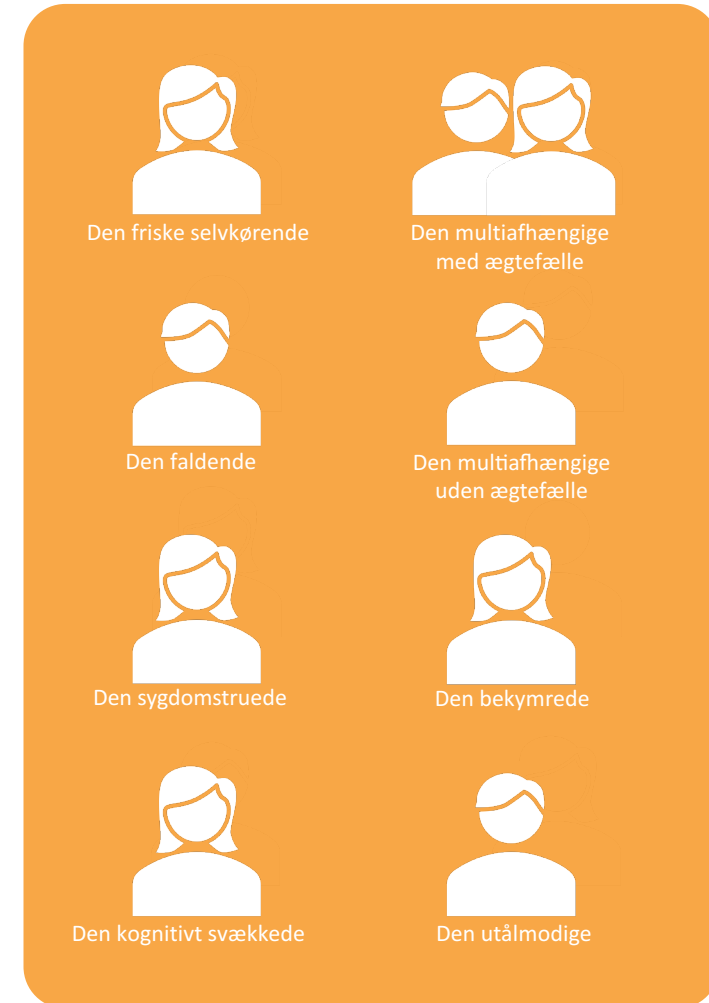 Den friske selvkørende
Den multiafhængige
med ægtefælle
Den faldende
Den multiafhængige
uden ægtefælle
Den sygdomstruede
Den bekymrede
Den kognitivt svækkede
Den utålmodige